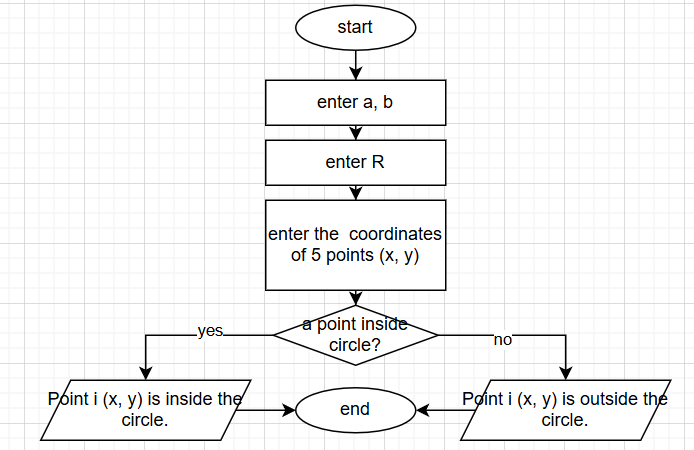 start
enter a, b
enter R
enter the coordinates
of 5 points (x, y)
a point inside
circle?
yes
no
Point i (x, y) is inside the
circle.
end
Point i (x, y) is outside the
circle.